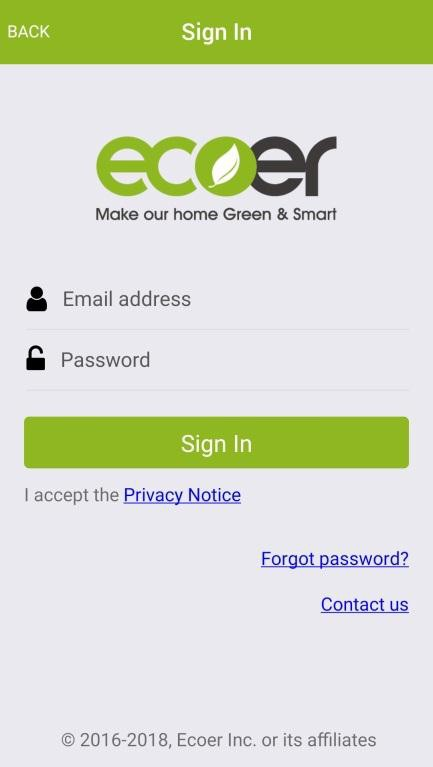 BACK
Sign In
ecoer
Make our home Green & Smart
Email address
Password
Sign In
I accept the Privacy Notice
Forgot password?
Contact us
© 2016-2018, Ecoer Inc. or its affiliates